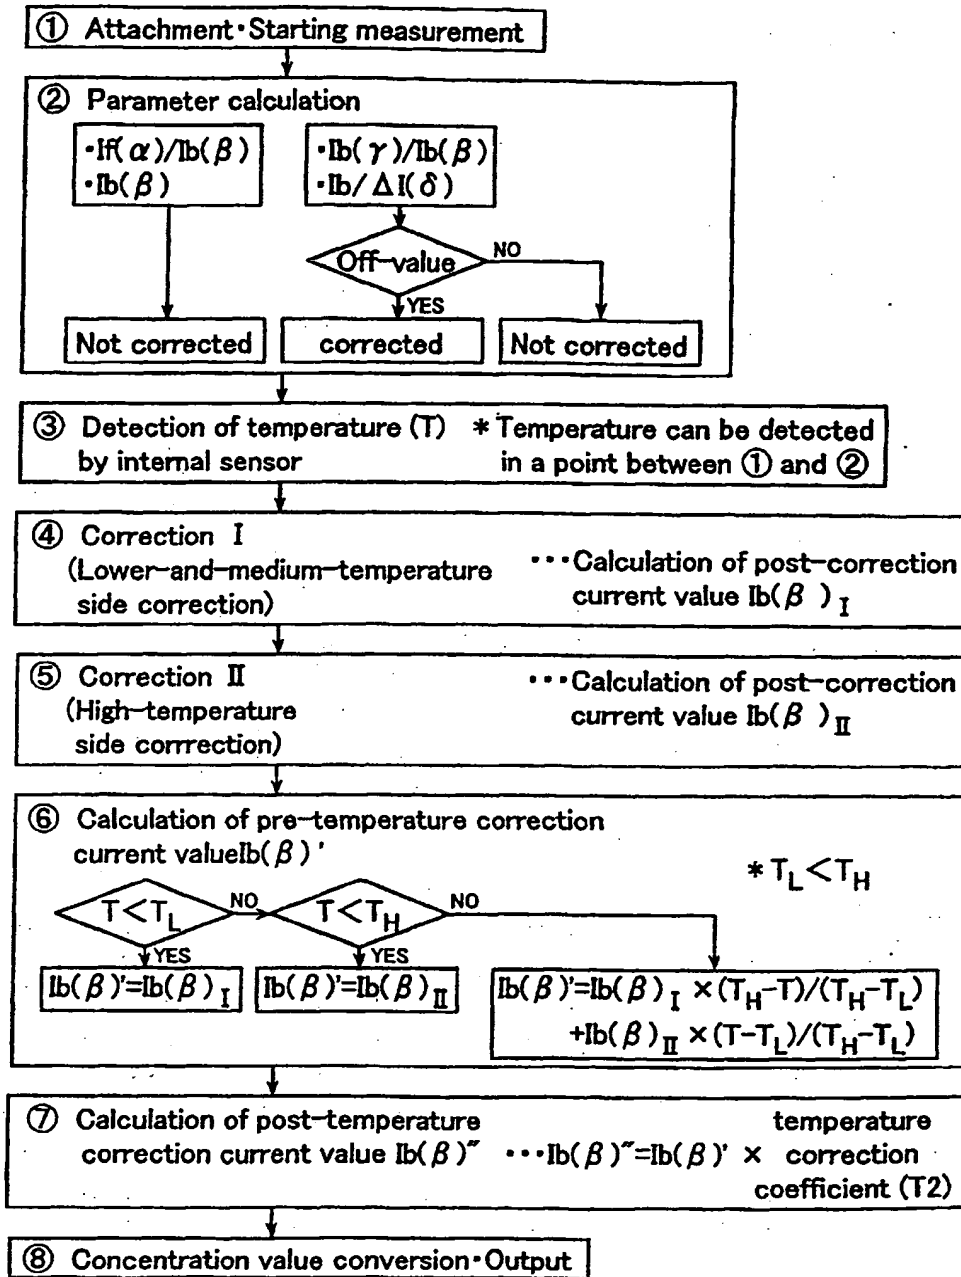 ① Attachment・Starting measurement
② Parameter calculation
・If(α)/Ib(β)
・Ib(β)
・Ib(γ)/Ib(β)
・Ib/ΔI(δ)
Off-value
NO
YES
Not corrected
corrected
Not corrected
③ Detection of temperature (T) * Temperature can be detected
by internal sensor in a point between ① and ②
④ Correction I
(Lower-and-medium-temperature ・・・Calculation of post-correction
side correction) current value Ib(β )I
⑤ Correction II ・・・Calculation of post-correction
(High-temperature current value Ib(β )II
side corrrection)
⑥ Calculation of pre-temperature correction
current valueIb(β)'
* TL<TH
T<TL
NO
T<TH
NO
YES
YES
Ib(β)'=Ib(β)I
Ib(β)'=Ib(β)II
Ib(β)'=Ib(β)I ×(TH-T)/(TH-TL)
+Ib(β)II ×(T-TL)/(TH-TL)
⑦ Calculation of post-temperature temperature
correction current value Ib(β)″ ・・・Ib(β)″=Ib(β)' × correction
coefficient (T2)
⑧ Concentration value conversion・Output